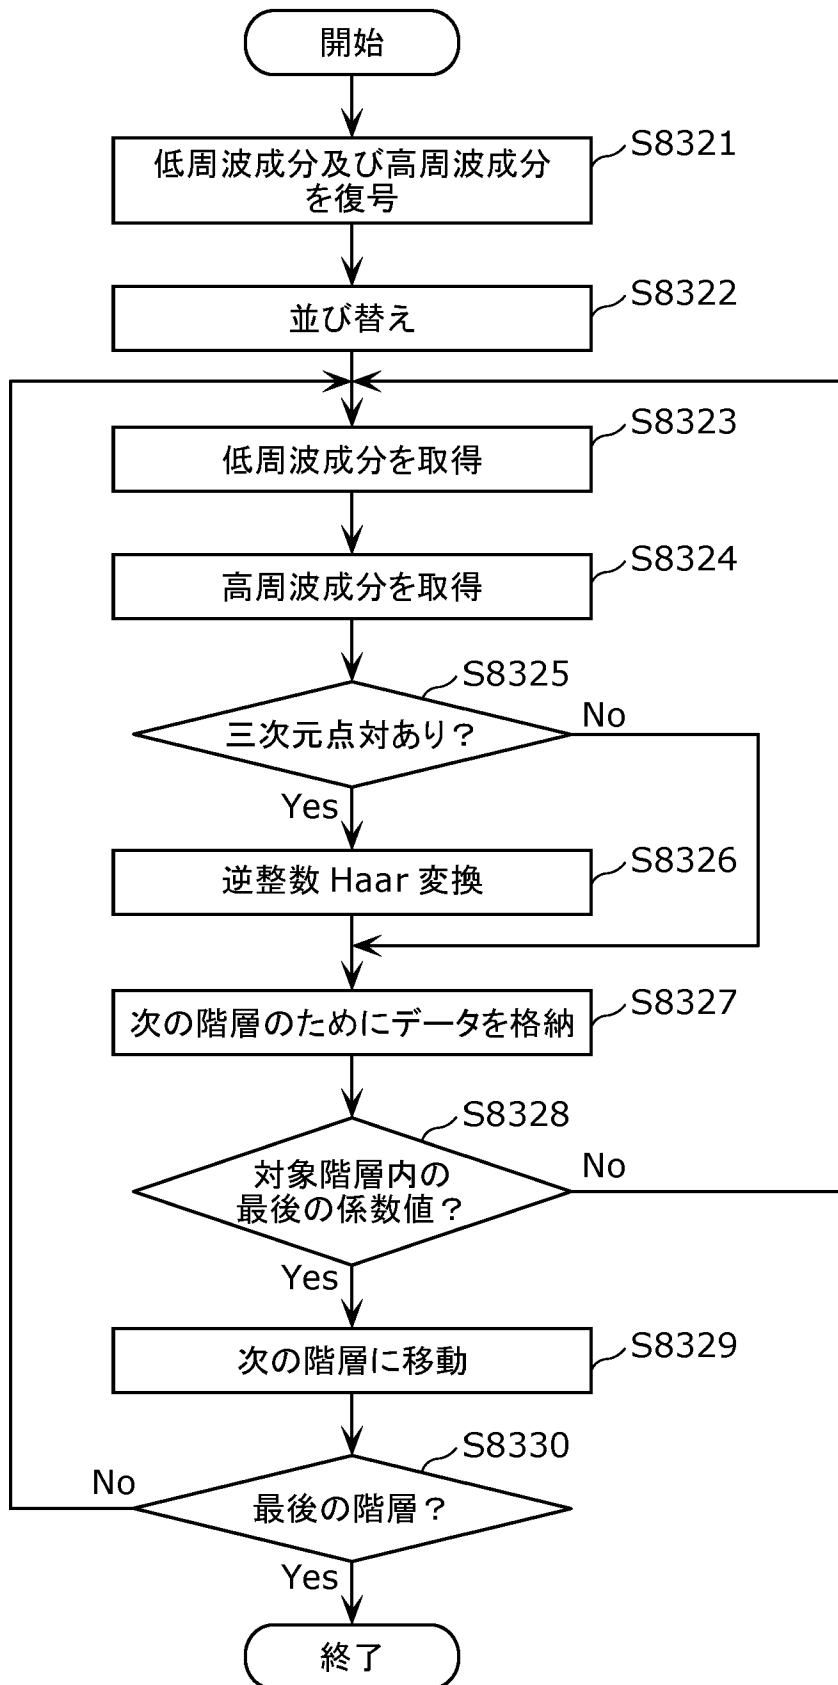 開始
低周波成分及び高周波成分
を復号
S8321
並び替え
S8322
低周波成分を取得
S8323
高周波成分を取得
S8324
三次元点対あり？
S8325
No
Yes
逆整数 Haar 変換
S8326
次の階層のためにデータを格納
S8327
対象階層内の
最後の係数値？
S8328
No
Yes
次の階層に移動
S8329
最後の階層？
S8330
No
Yes
終了